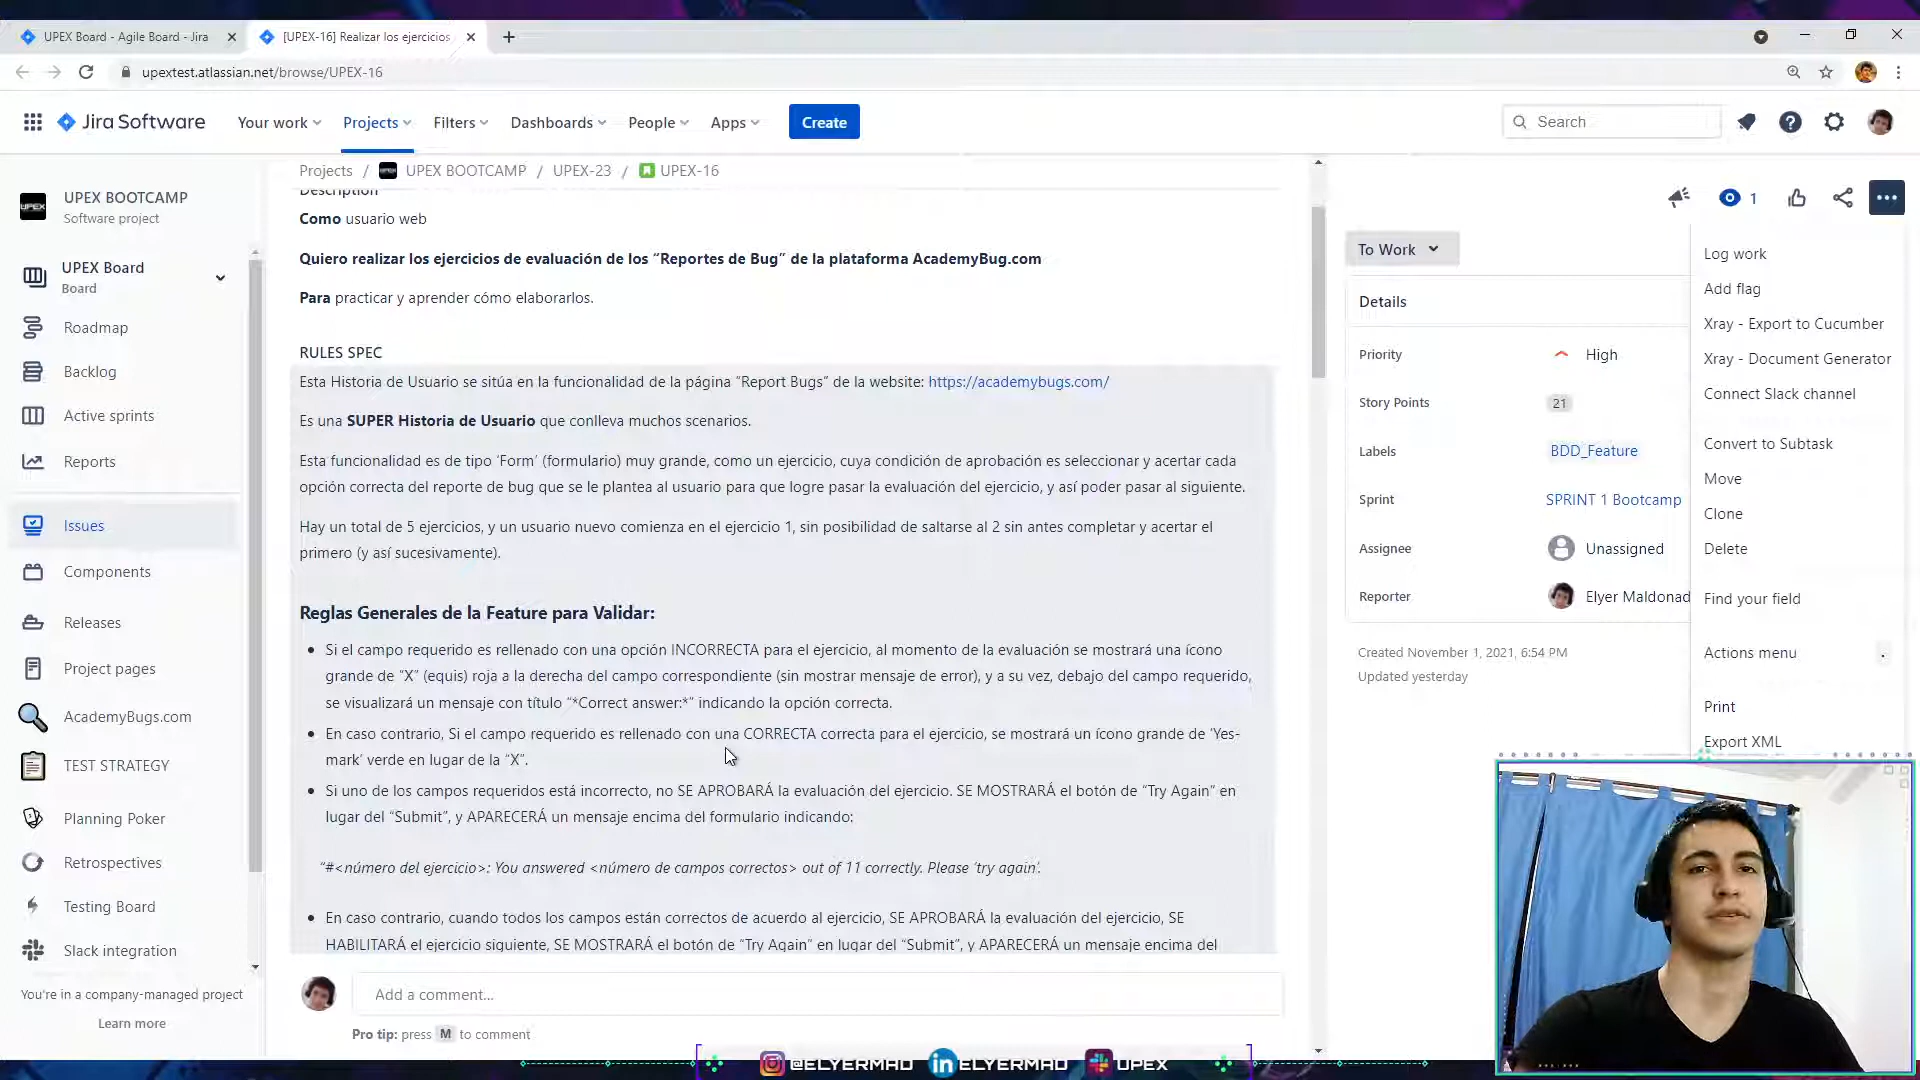 UPEX Board - Agile Board - Jira
[UPEX-16] Realizar los ejercicios
upextest.atlassian.net/browse/UPEX-16
Jira Software
Your work
Projects
Filters
Dashboards
People
Apps
Create
Search
UPEX
UPEX BOOTCAMP
Software project
UPEX Board
Board
Roadmap
Backlog
Active sprints
Reports
Issues
Components
Releases
Project pages
AcademyBugs.com
TEST STRATEGY
Planning Poker
Retrospectives
Testing Board
Slack integration
You're in a company-managed project
Learn more
Projects / UPEX BOOTCAMP / UPEX-23 / UPEX-16
Description
Como usuario web
Quiero realizar los ejercicios de evaluación de los “Reportes de Bug” de la plataforma AcademyBug.com
Para practicar y aprender cómo elaborarlos.
RULES SPEC
Esta Historia de Usuario se sitúa en la funcionalidad de la página “Report Bugs” de la website: https://academybugs.com/
Es una SUPER Historia de Usuario que conlleva muchos scenarios.
Esta funcionalidad es de tipo ‘Form’ (formulario) muy grande, como un ejercicio, cuya condición de aprobación es seleccionar y acertar cada
opción correcta del reporte de bug que se le plantea al usuario para que logre pasar la evaluación del ejercicio, y así poder pasar al siguiente.
Hay un total de 5 ejercicios, y un usuario nuevo comienza en el ejercicio 1, sin posibilidad de saltarse al 2 sin antes completar y acertar el
primero (y así sucesivamente).
Reglas Generales de la Feature para Validar:
• Si el campo requerido es rellenado con una opción INCORRECTA para el ejercicio, al momento de la evaluación se mostrará una ícono
grande de “X” (equis) roja a la derecha del campo correspondiente (sin mostrar mensaje de error), y a su vez, debajo del campo requerido,
se visualizará un mensaje con título “*Correct answer:*” indicando la opción correcta.
• En caso contrario, Si el campo requerido es rellenado con una CORRECTA correcta para el ejercicio, se mostrará un ícono grande de ‘Yes-
mark’ verde en lugar de la “X”.
• Si uno de los campos requeridos está incorrecto, no SE APROBARÁ la evaluación del ejercicio. SE MOSTRARÁ el botón de “Try Again” en
lugar del “Submit”, y APARECERÁ un mensaje encima del formulario indicando:
“#<número del ejercicio>: You answered <número de campos correctos> out of 11 correctly. Please ‘try again’.
• En caso contrario, cuando todos los campos están correctos de acuerdo al ejercicio, SE APROBARÁ la evaluación del ejercicio, SE
HABILITARÁ el ejercicio siguiente, SE MOSTRARÁ el botón de “Try Again” en lugar del “Submit”, y APARECERÁ un mensaje encima del
Add a comment...
Pro tip: press M to comment
1
To Work
Details
Priority
High
Story Points
21
Labels
BDD_Feature
Sprint
SPRINT 1 Bootcamp
Assignee
Unassigned
Reporter
Elyer Maldonad
Created November 1, 2021, 6:54 PM
Updated yesterday
Log work
Add flag
Xray - Export to Cucumber
Xray - Document Generator
Connect Slack channel
Convert to Subtask
Move
Clone
Delete
Find your field
Actions menu
.
Print
Export XML
@ELYERMAD
ELYERMAD
UPEX